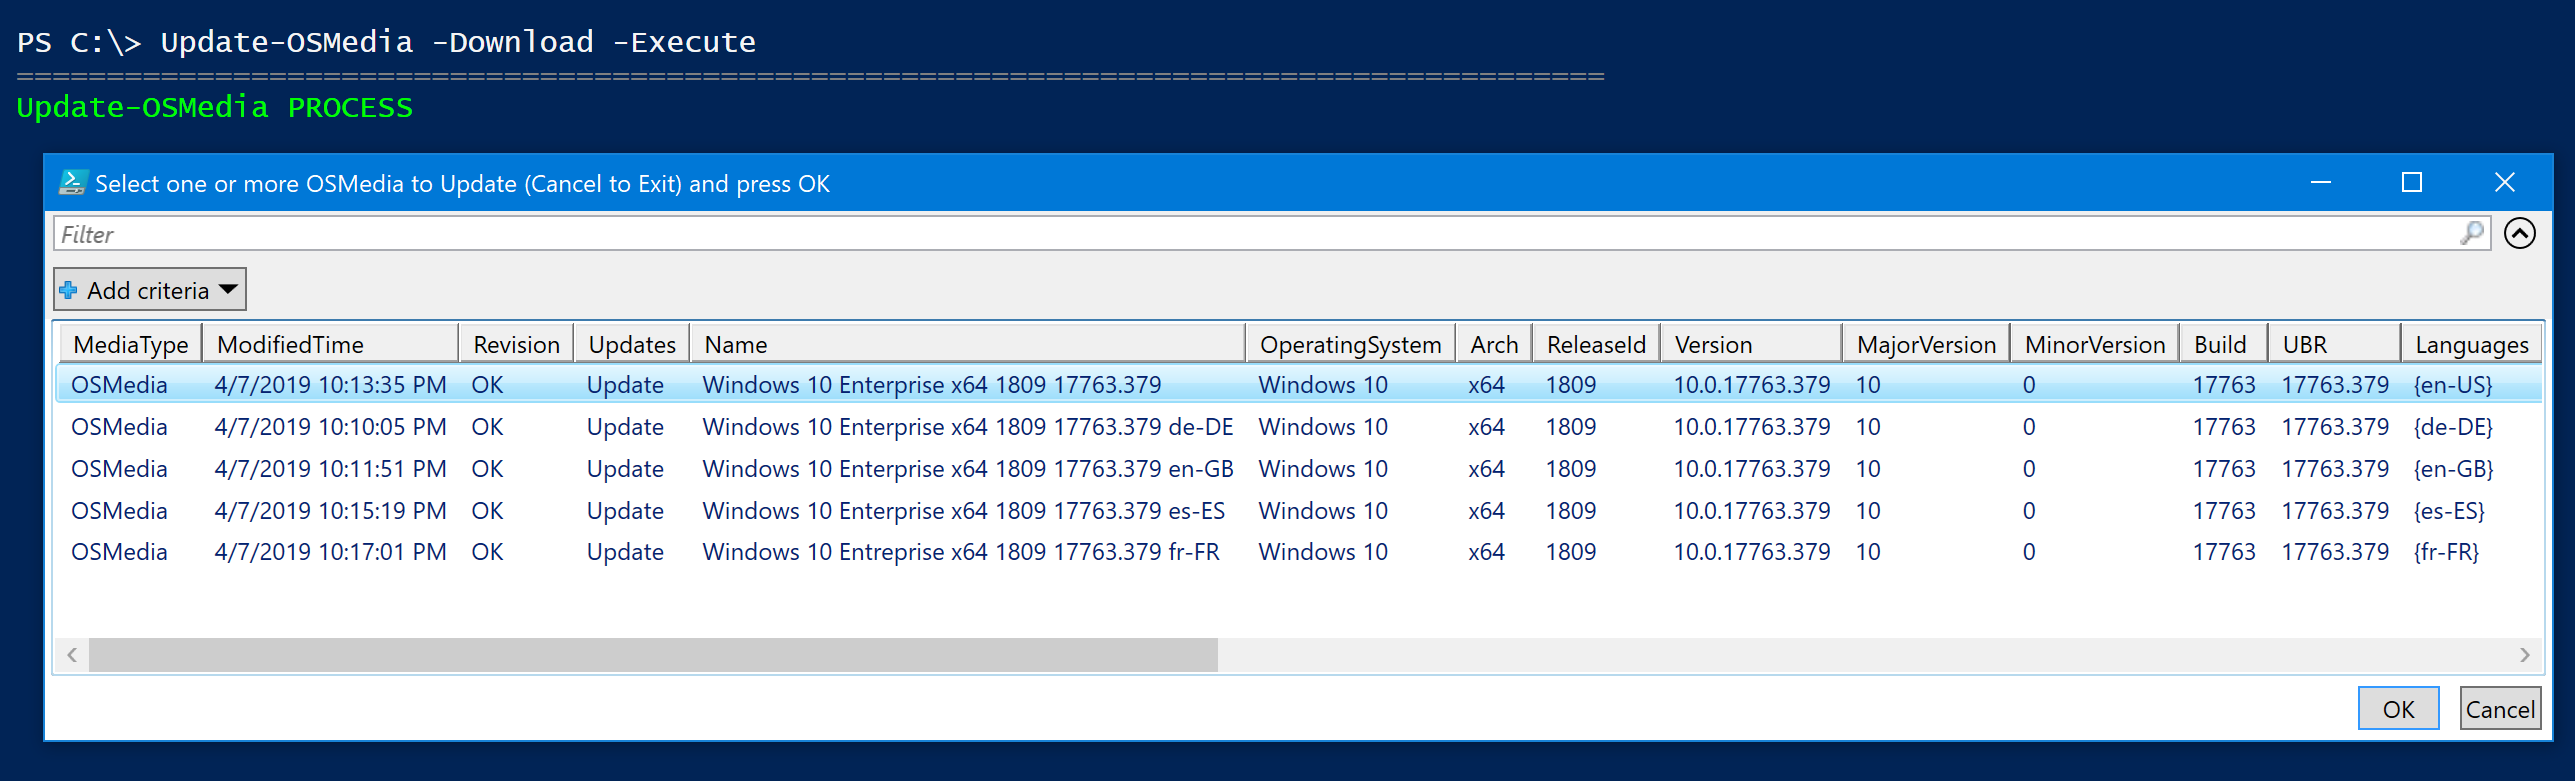 PS C:\> Update-OSMedia -Download -Execute
========================================================================================
Update-OSMedia PROCESS
Select one or more OSMedia to Update (Cancel to Exit) and press OK
Filter
Add criteria
MediaType ModifiedTime Revision Updates Name OperatingSystem Arch ReleaseId Version MajorVersion MinorVersion Build UBR Languages
OSMedia 4/7/2019 10:13:35 PM OK Update Windows 10 Enterprise x64 1809 17763.379 Windows 10 x64 1809 10.0.17763.379 10 0 17763 17763.379 {en-US}
OSMedia 4/7/2019 10:10:05 PM OK Update Windows 10 Enterprise x64 1809 17763.379 de-DE Windows 10 x64 1809 10.0.17763.379 10 0 17763 17763.379 {de-DE}
OSMedia 4/7/2019 10:11:51 PM OK Update Windows 10 Enterprise x64 1809 17763.379 en-GB Windows 10 x64 1809 10.0.17763.379 10 0 17763 17763.379 {en-GB}
OSMedia 4/7/2019 10:15:19 PM OK Update Windows 10 Enterprise x64 1809 17763.379 es-ES Windows 10 x64 1809 10.0.17763.379 10 0 17763 17763.379 {es-ES}
OSMedia 4/7/2019 10:17:01 PM OK Update Windows 10 Entreprise x64 1809 17763.379 fr-FR Windows 10 x64 1809 10.0.17763.379 10 0 17763 17763.379 {fr-FR}
OK Cancel